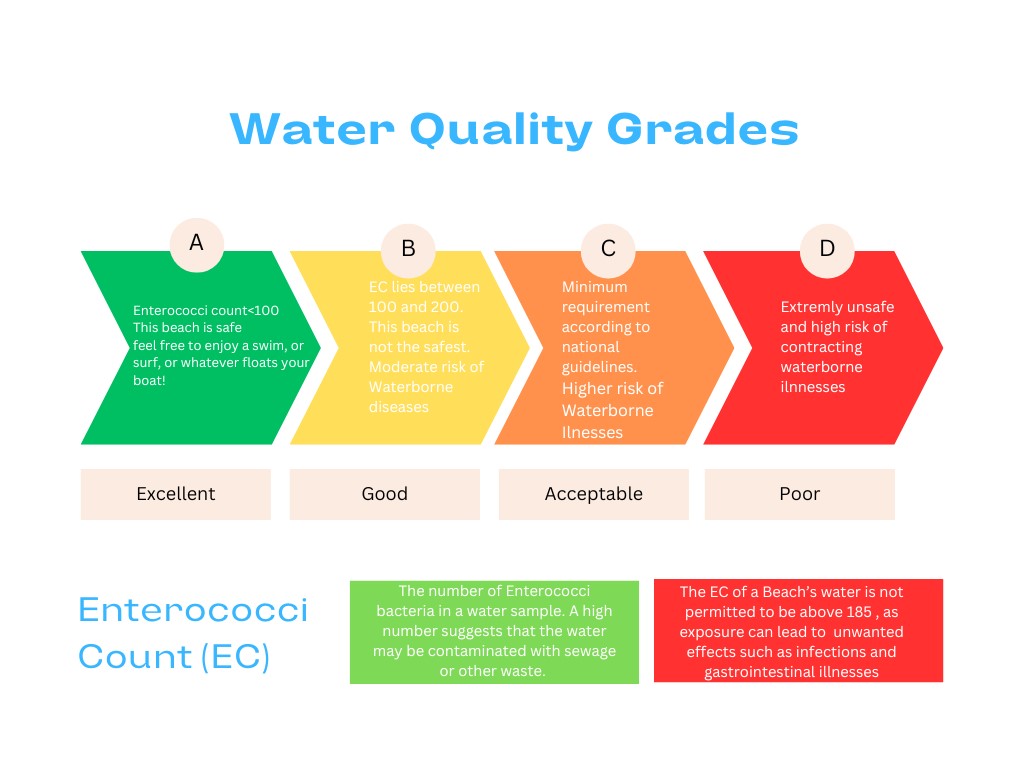 Water Quality Grades
A
B
C
D
Enterococci count<100
This beach is safe
feel free to enjoy a swim, or
surf, or whatever floats your
boat!
EC lies between
100 and 200.
This beach is
not the safest.
Moderate risk of
Waterborne
diseases
Minimum
requirement
according to
national
guidelines.
Higher risk of
Waterborne
Ilnesses
Extremly unsafe
and high risk of
contracting
waterborne
ilnnesses
Excellent
Good
Acceptable
Poor
Enterococci
Count (EC)
The number of Enterococci
bacteria in a water sample. A high
number suggests that the water
may be contaminated with sewage
or other waste.
The EC of a Beach’s water is not
permitted to be above 185 , as
exposure can lead to  unwanted
effects such as infections and
gastrointestinal illnesses